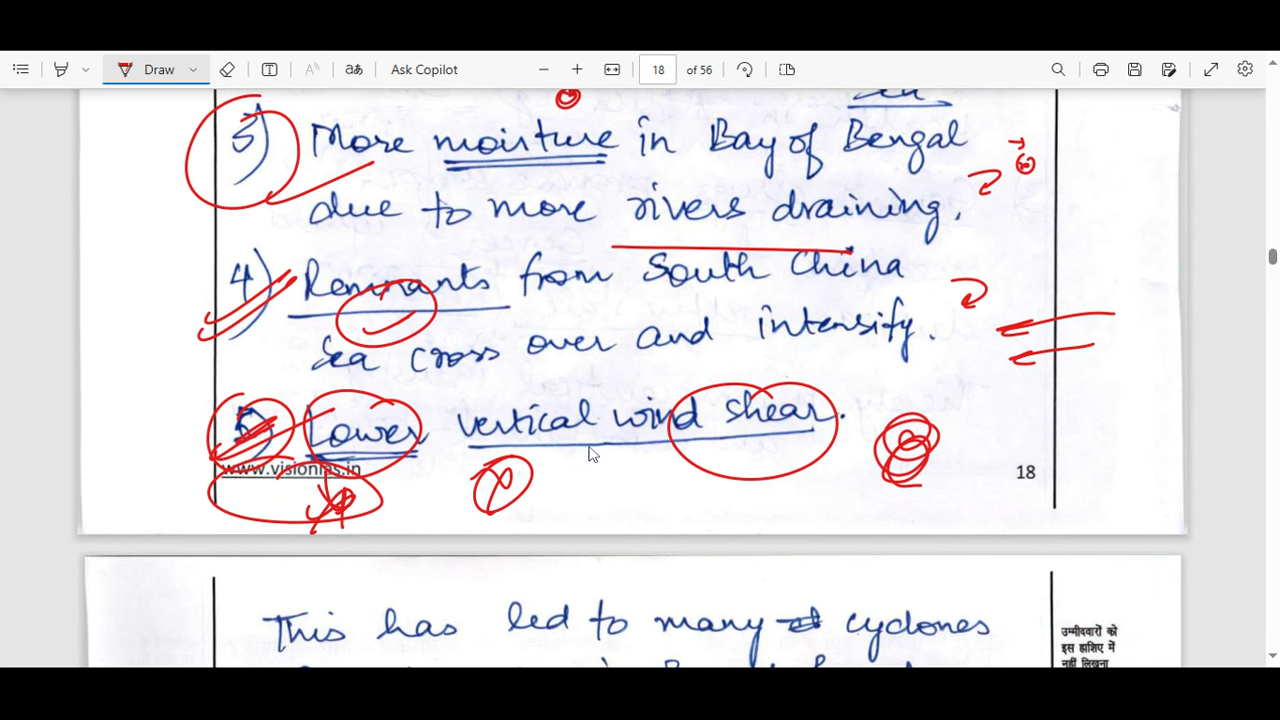 Draw
Ask Copilot
18 of 56
3) More moisture in Bay of Bengal
due to more rivers draining.
4) Remnants from South China
Sea cross over and intensify.
5) Lower vertical wind shear.
www.visionias.in
18
This has led to many cyclones
उम्मीदवारों को
इस हाशिए में
नहीं लिखना